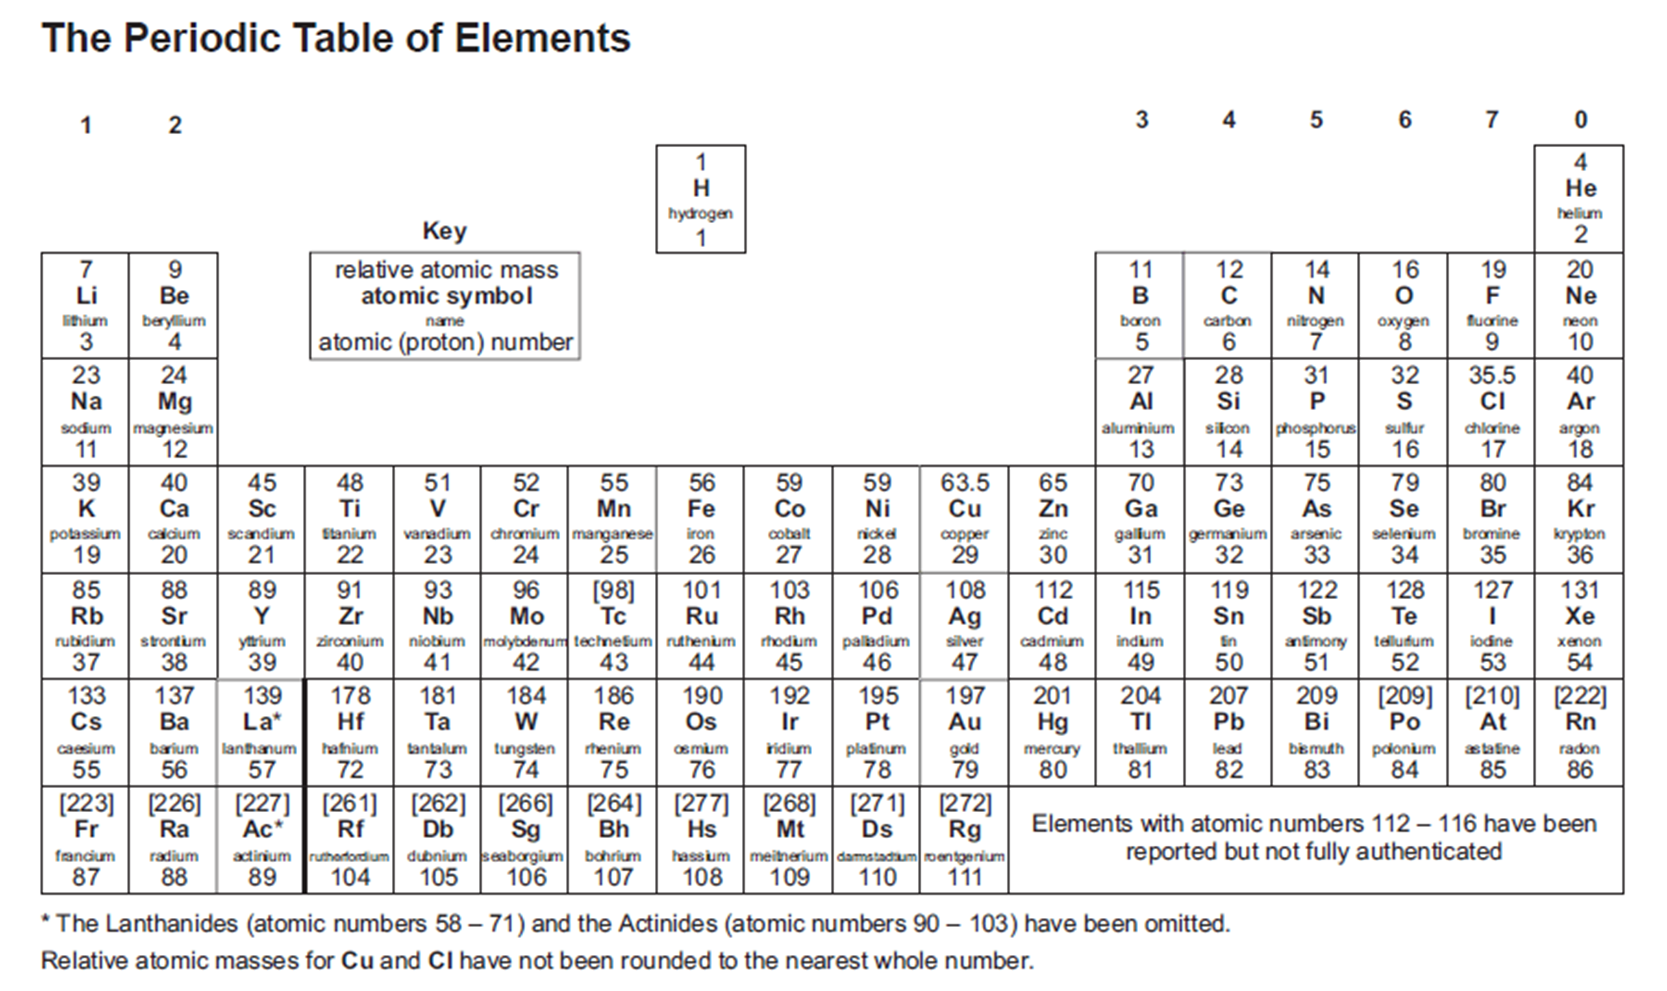 The Periodic Table of Elements
1 2 3 4 5 6 7 0
1 4
H He
hydrogen helium
1 2
Key
relative atomic mass
atomic symbol
name
atomic (proton) number
7 9 11 12 14 16 19 20
Li Be B C N O F Ne
lithium beryllium boron carbon nitrogen oxygen fluorine neon
3 4 5 6 7 8 9 10
23 24 27 28 31 32 35.5 40
Na Mg Al Si P S Cl Ar
sodium magnesium aluminium silicon phosphorus sulfur chlorine argon
11 12 13 14 15 16 17 18
39 40 45 48 51 52 55 56 59 59 63.5 65 70 73 75 79 80 84
K Ca Sc Ti V Cr Mn Fe Co Ni Cu Zn Ga Ge As Se Br Kr
potassium calcium scandium titanium vanadium chromium manganese iron cobalt nickel copper zinc gallium germanium arsenic selenium bromine krypton
19 20 21 22 23 24 25 26 27 28 29 30 31 32 33 34 35 36
85 88 89 91 93 96 [98] 101 103 106 108 112 115 119 122 128 127 131
Rb Sr Y Zr Nb Mo Tc Ru Rh Pd Ag Cd In Sn Sb Te I Xe
rubidium strontium yttrium zirconium niobium molybdenum technetium ruthenium rhodium palladium silver cadmium indium tin antimony tellurium iodine xenon
37 38 39 40 41 42 43 44 45 46 47 48 49 50 51 52 53 54
133 137 139 178 181 184 186 190 192 195 197 201 204 207 209 [209] [210] [222]
Cs Ba La* Hf Ta W Re Os Ir Pt Au Hg Tl Pb Bi Po At Rn
caesium barium lanthanum hafnium tantalum tungsten rhenium osmium iridium platinum gold mercury thallium lead bismuth polonium astatine radon
55 56 57 72 73 74 75 76 77 78 79 80 81 82 83 84 85 86
[223] [226] [227] [261] [262] [266] [264] [277] [268] [271] [272]
Fr Ra Ac* Rf Db Sg Bh Hs Mt Ds Rg
francium radium actinium rutherfordium dubnium seaborgium bohrium hassium meitnerium darmstadtium roentgenium
87 88 89 104 105 106 107 108 109 110 111
Elements with atomic numbers 112 – 116 have been
reported but not fully authenticated
* The Lanthanides (atomic numbers 58 – 71) and the Actinides (atomic numbers 90 – 103) have been omitted.
Relative atomic masses for Cu and Cl have not been rounded to the nearest whole number.